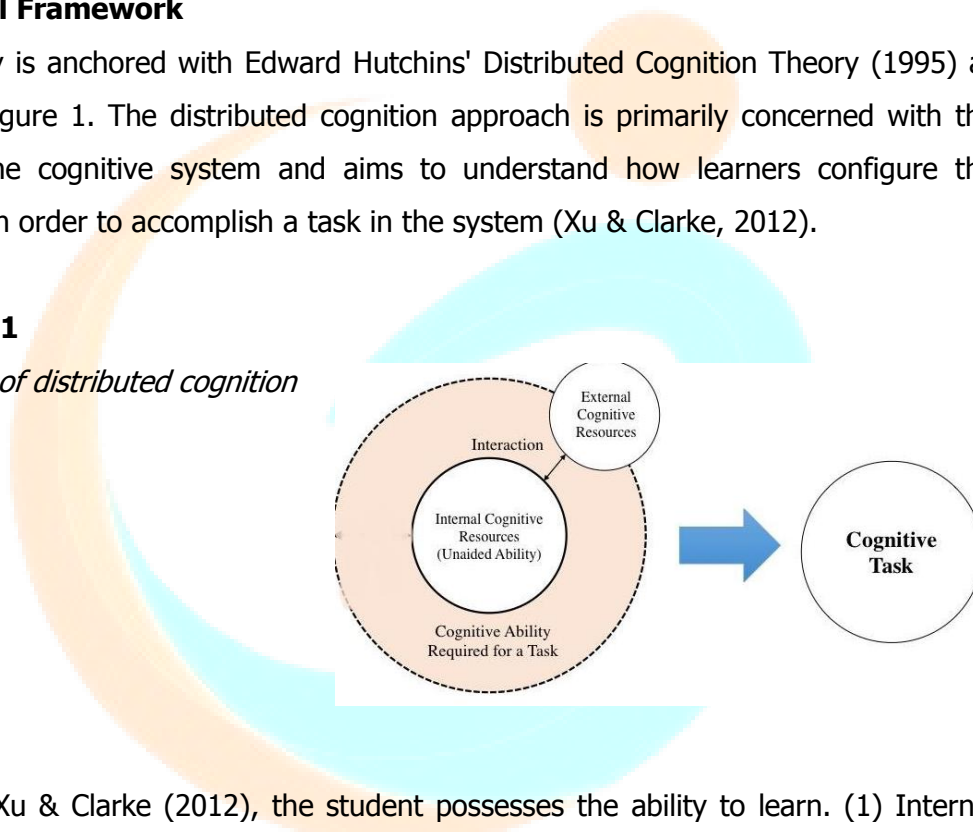 l Framework
y is anchored with Edward Hutchins' Distributed Cognition Theory (1995) a
igure 1. The distributed cognition approach is primarily concerned with th
ne cognitive system and aims to understand how learners configure th
n order to accomplish a task in the system (Xu & Clarke, 2012).
1
of distributed cognition
External
Cognitive
Resources
Interaction
Internal Cognitive
Resources
(Unaided Ability)
Cognitive
Task
Cognitive Ability
Required for a Task
Xu & Clarke (2012), the student possesses the ability to learn. (1) Intern